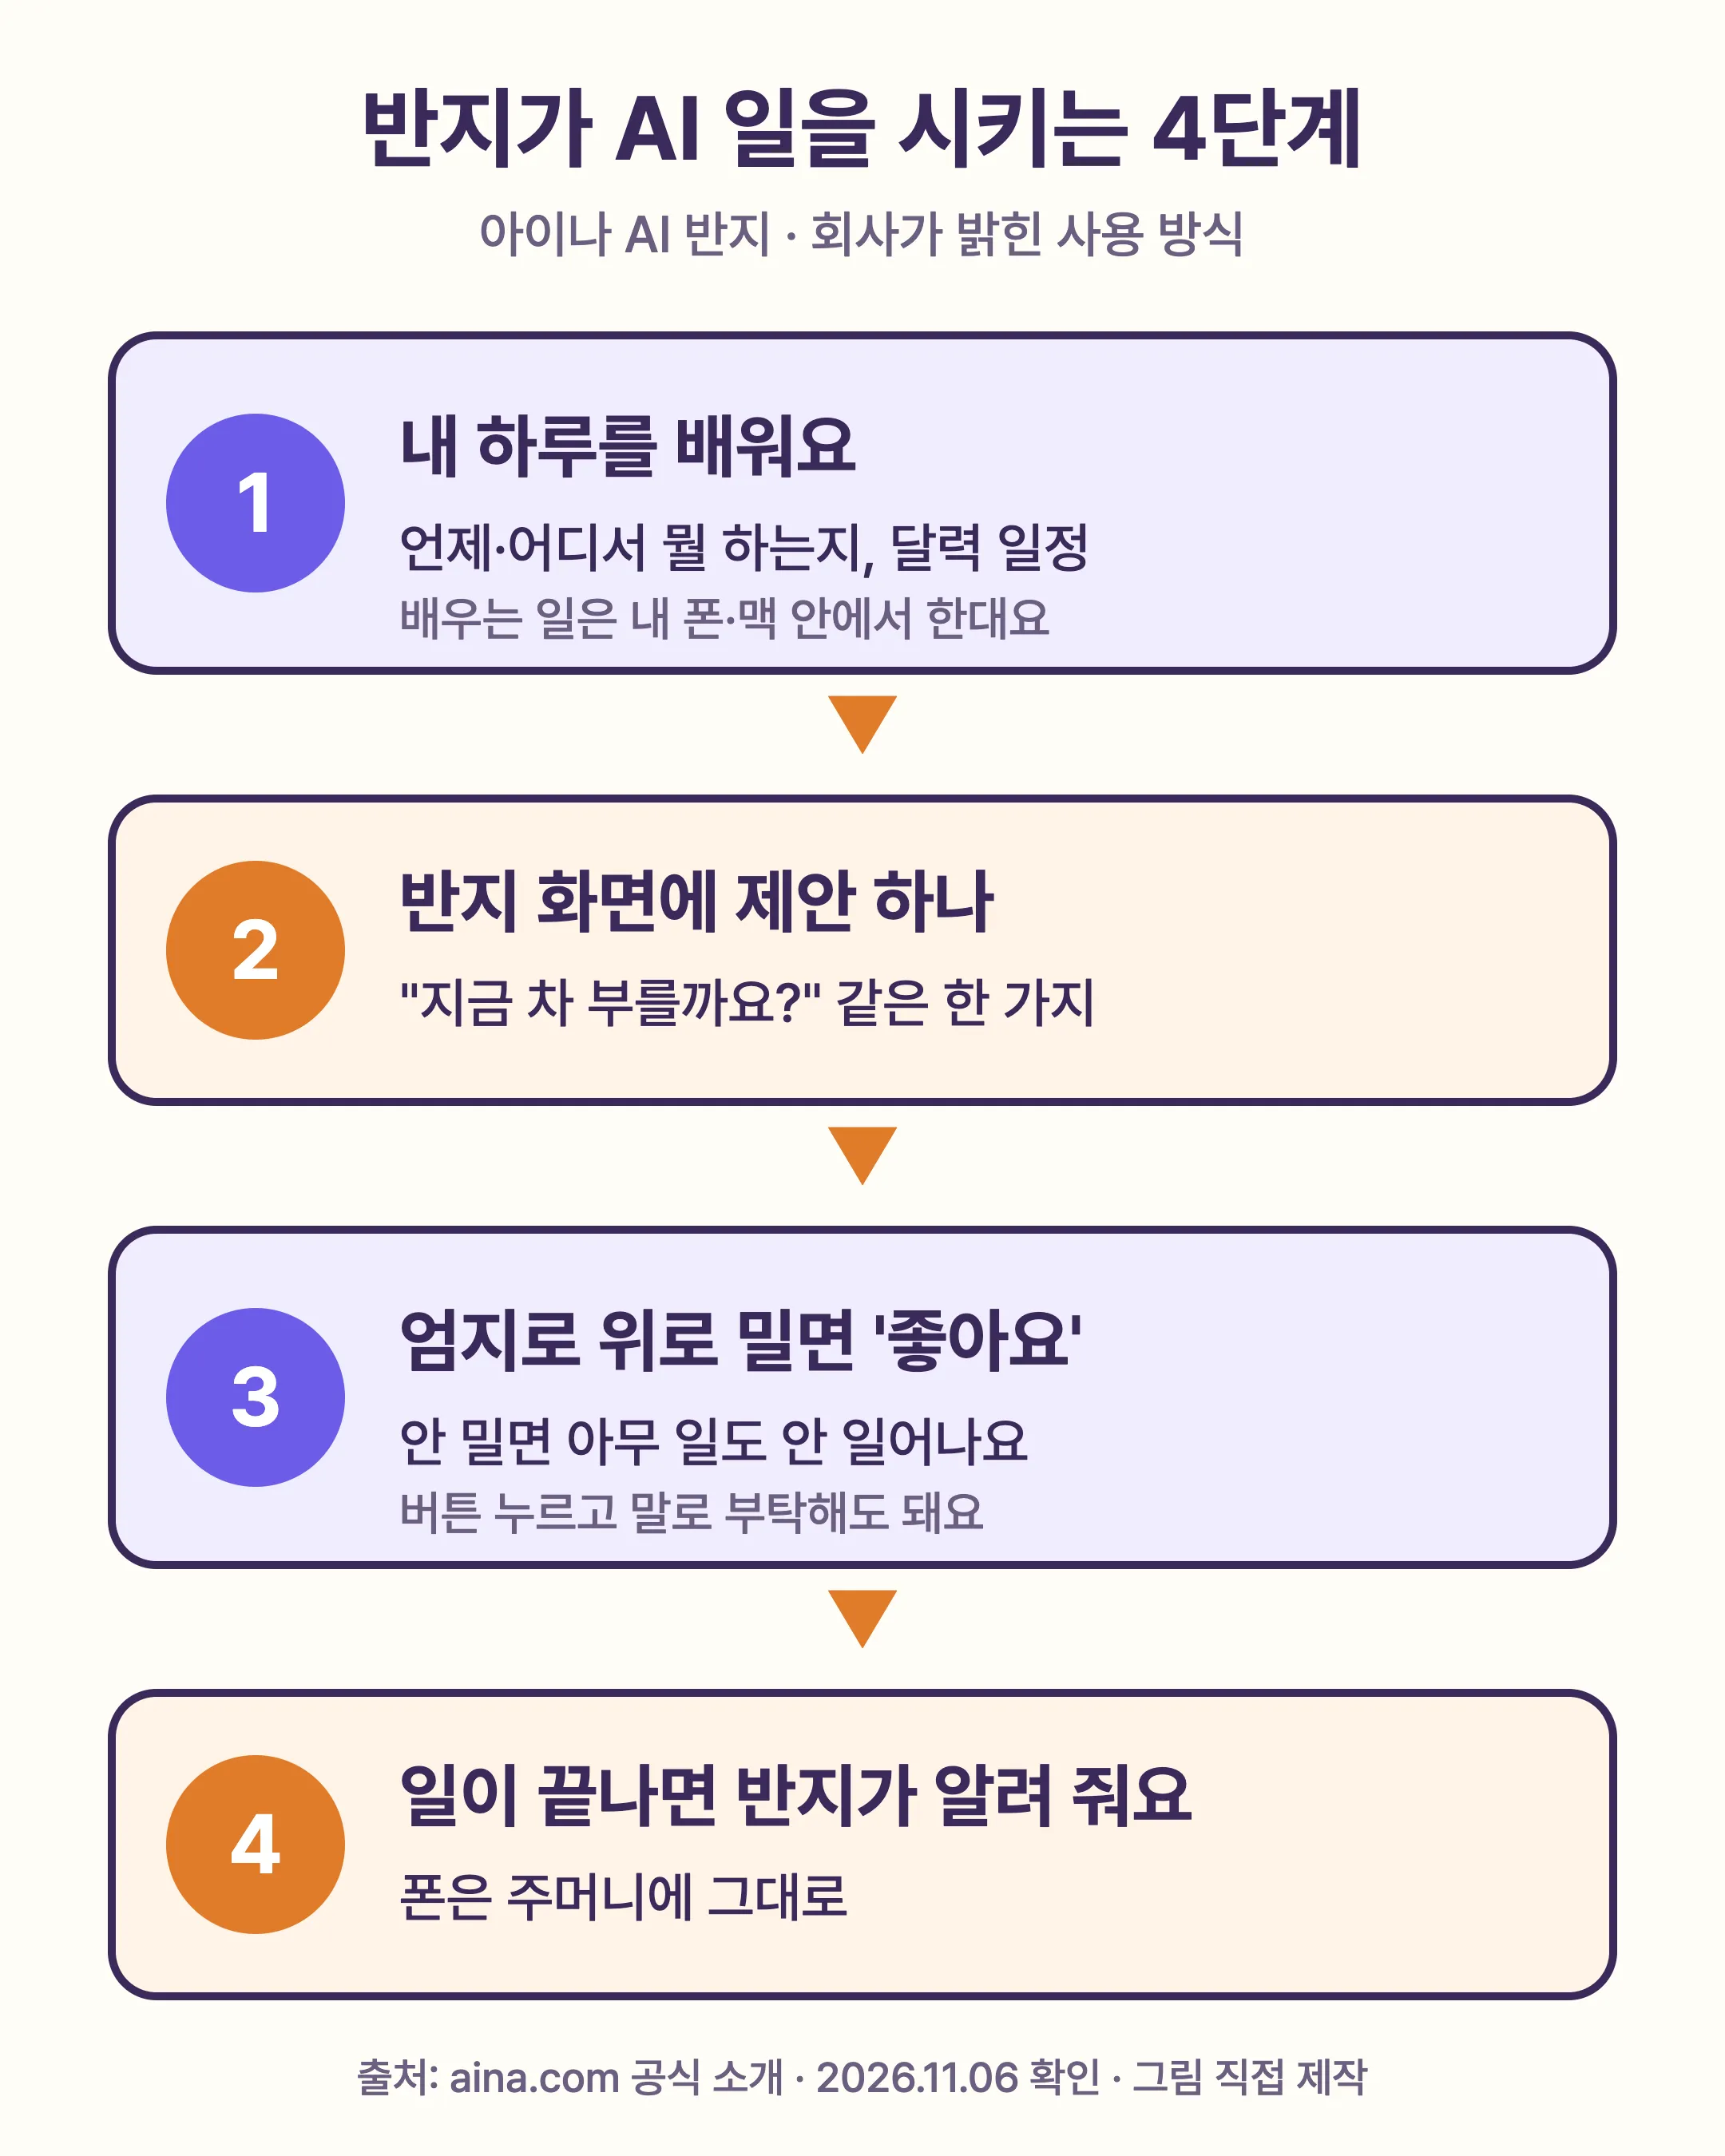 반지가 AI 일을 시키는 4단계
아이나 AI 반지 · 회사가 밝힌 사용 방식
1
내 하루를 배워요
언제·어디서 뭘 하는지, 달력 일정
배우는 일은 내 폰·맥 안에서 한대요
2
반지 화면에 제안 하나
"지금 차 부를까요?" 같은 한 가지
3
엄지로 위로 밀면 '좋아요'
안 밀면 아무 일도 안 일어나요
버튼 누르고 말로 부탁해도 돼요
4
일이 끝나면 반지가 알려 줘요
폰은 주머니에 그대로
출처: aina.com 공식 소개 · 2026.11.06 확인 · 그림 직접 제작